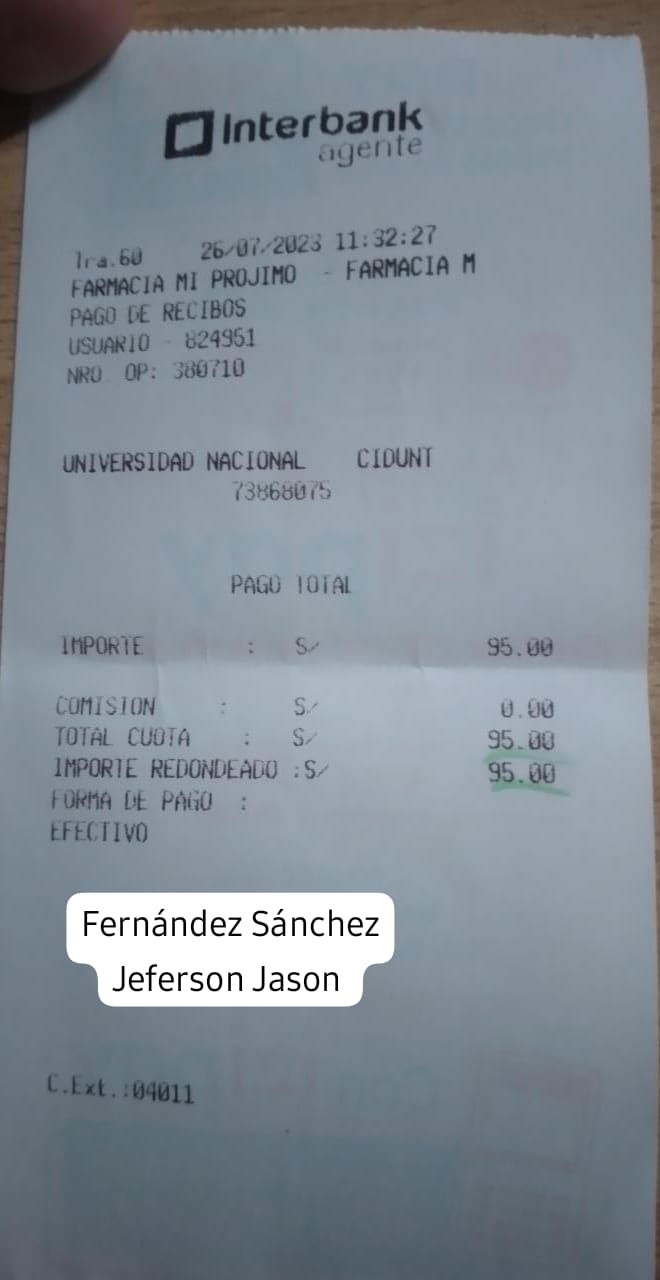 Interbank
agente
Tra.60 26/07/2023 11:32:27
FARMACIA MI PROJIMO - FARMACIA M
PAGO DE RECIBOS
USUARIO - 824951
NRO OP: 380710
UNIVERSIDAD NACIONAL CIDUNT
73868075
PAGO TOTAL
IMPORTE : S/ 95.00
COMISION : S/ 0.00
TOTAL CUOTA : S/ 95.00
IMPORTE REDONDEADO :S/ 95.00
FORMA DE PAGO :
EFECTIVO
Fernández Sánchez
Jeferson Jason
C.Ext.:04011